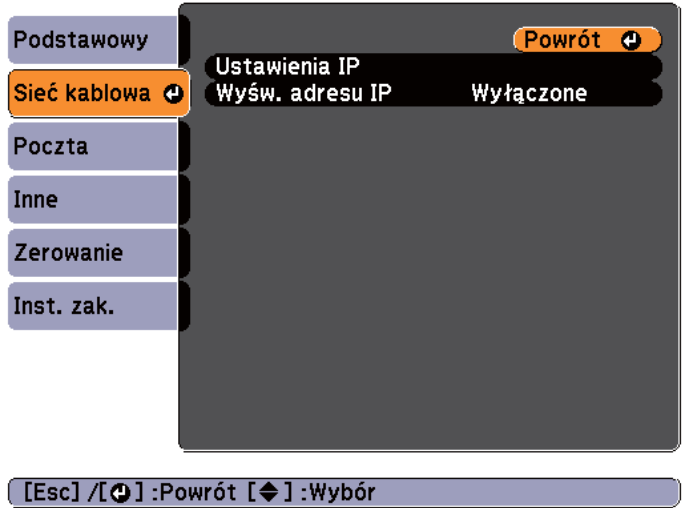 Podstawowy
Sieć kablowa
Poczta
Inne
Zerowanie
Inst. zak.
Powrót
Ustawienia IP
Wyśw. adresu IP Wyłączone
[Esc] /[ ] :Powrót [ ] :Wybór